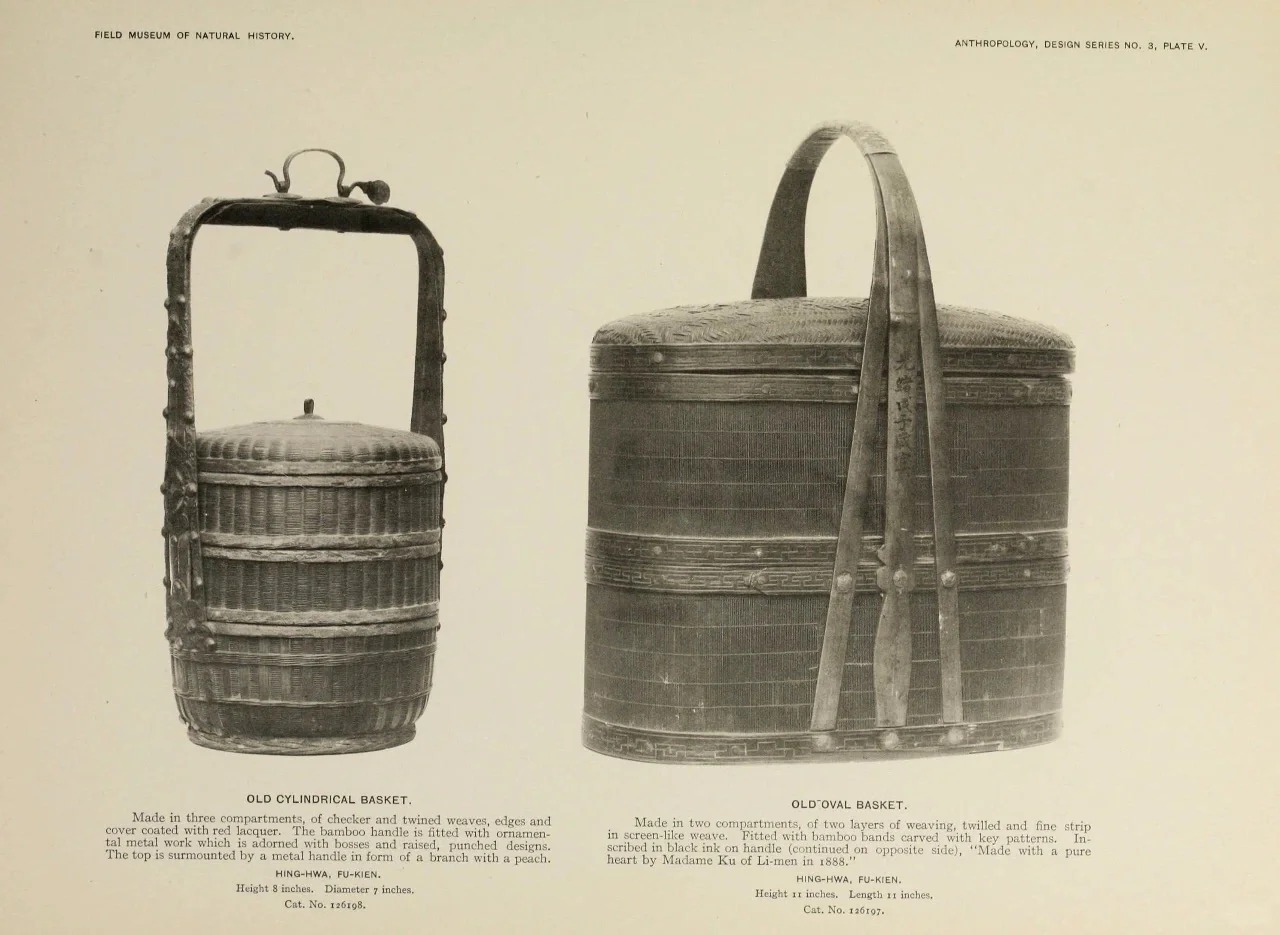 FIELD MUSEUM OF NATURAL HISTORY.
ANTHROPOLOGY, DESIGN SERIES NO. 3, PLATE V.
光緒戊子歲
OLD CYLINDRICAL BASKET.
Made in three compartments, of checker and twined weaves, edges and
cover coated with red lacquer. The bamboo handle is fitted with ornamen-
tal metal work which is adorned with bosses and raised, punched designs.
The top is surmounted by a metal handle in form of a branch with a peach.
HING-HWA, FU-KIEN.
Height 8 inches. Diameter 7 inches.
Cat. No. 126198.
OLD OVAL BASKET.
Made in two compartments, of two layers of weaving, twilled and fine strip
in screen-like weave. Fitted with bamboo bands carved with key patterns. In-
scribed in black ink on handle (continued on opposite side), “Made with a pure
heart by Madame Ku of Li-men in 1888.”
HING-HWA, FU-KIEN.
Height 11 inches. Length 11 inches.
Cat. No. 126197.